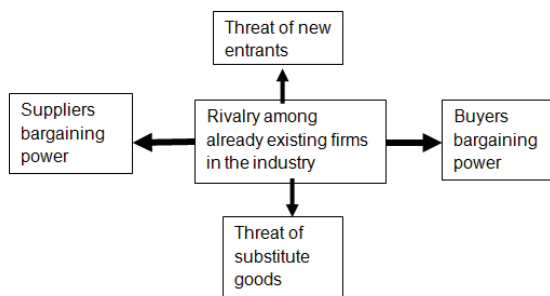 Threat of new
entrants
Suppliers
bargaining
power
Rivalry among
already existing firms
in the industry
Buyers
bargaining
power
Threat of
substitute
goods